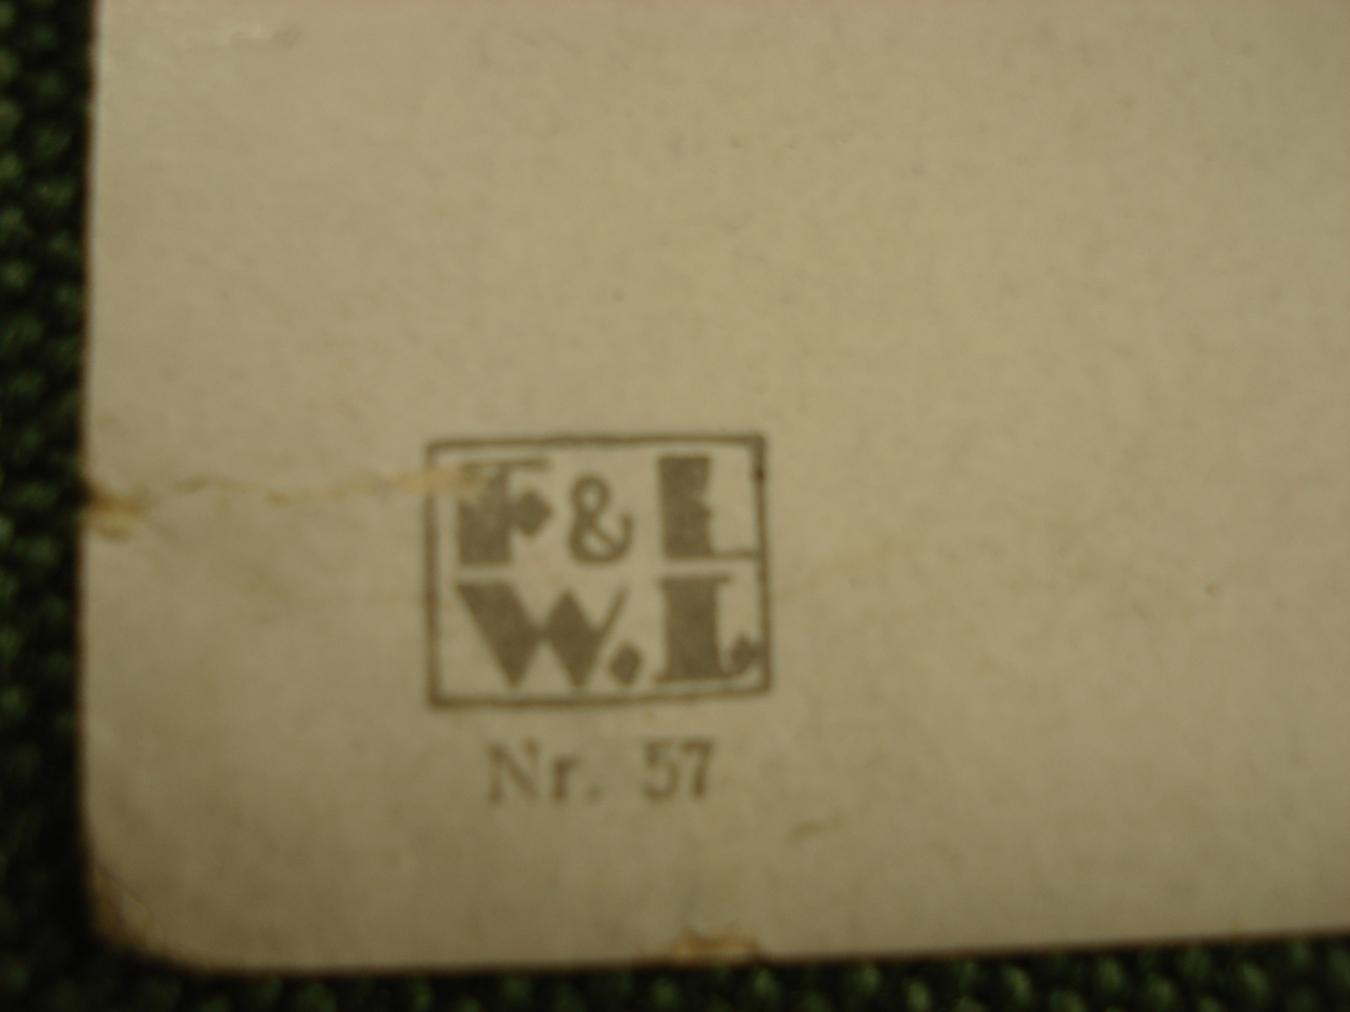 F & L
W. L.
Nr. 57